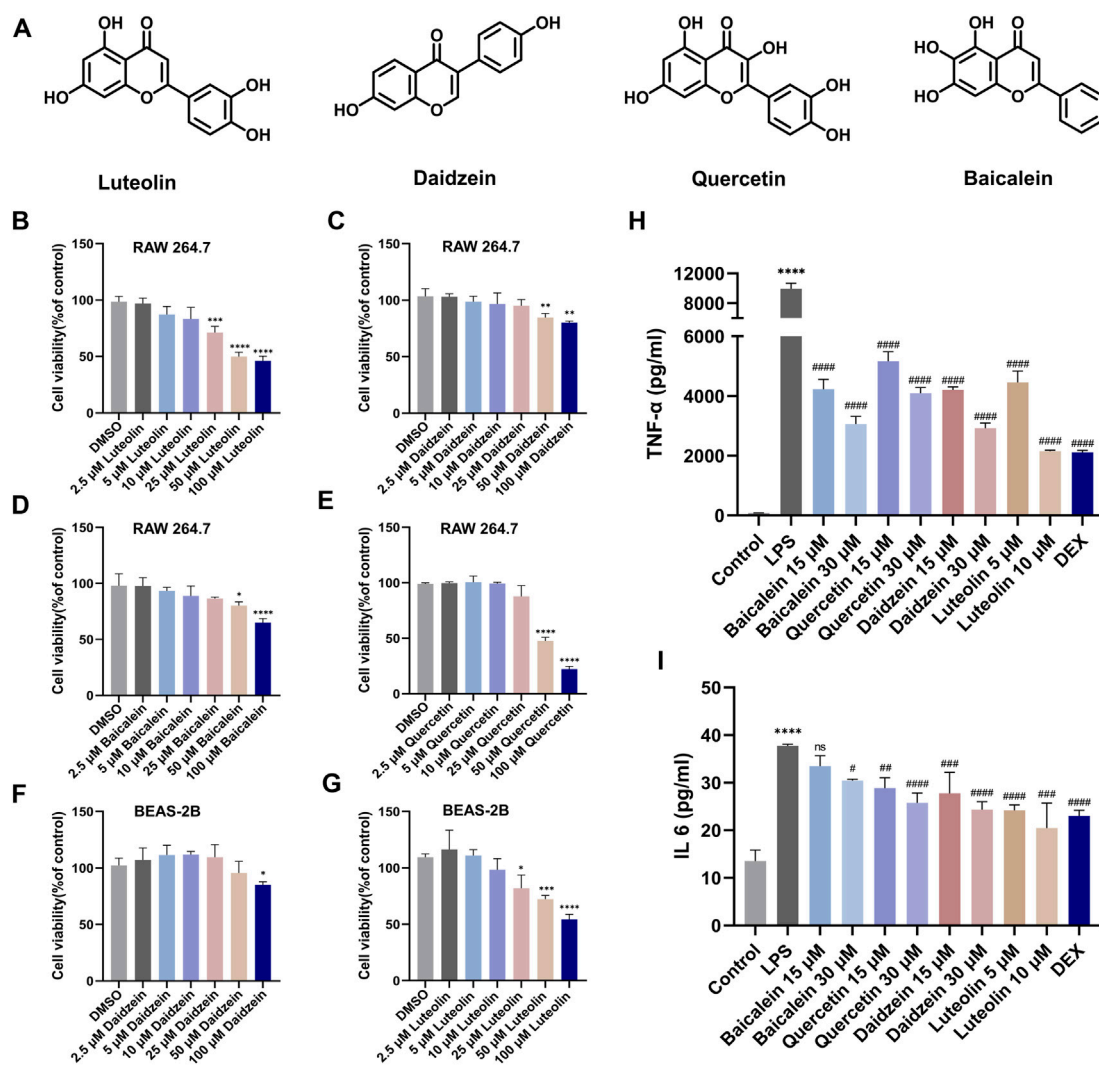 A
OH
O
HO
O
OH
OH
Luteolin
O
OH
HO
O
Daidzein
OH
O
OH
HO
O
OH
OH
Quercetin
OH
O
HO
HO
O
Baicalein
B
RAW 264.7
Cell viability(%of control)
150
100
50
0
***
****
****
DMSO
2.5 μM Luteolin
5 μM Luteolin
10 μM Luteolin
25 μM Luteolin
50 μM Luteolin
100 μM Luteolin
C
RAW 264.7
Cell viability(%of control)
150
100
50
0
**
**
DMSO
2.5 μM Daidzein
5 μM Daidzein
10 μM Daidzein
25 μM Daidzein
50 μM Daidzein
100 μM Daidzein
D
RAW 264.7
Cell viability(%of control)
150
100
50
0
*
****
DMSO
2.5 μM Baicalein
5 μM Baicalein
10 μM Baicalein
25 μM Baicalein
50 μM Baicalein
100 μM Baicalein
E
RAW 264.7
Cell viability(%of control)
150
100
50
0
****
****
DMSO
2.5 μM Quercetin
5 μM Quercetin
10 μM Quercetin
25 μM Quercetin
50 μM Quercetin
100 μM Quercetin
F
BEAS-2B
Cell viability(%of control)
150
100
50
0
*
DMSO
2.5 μM Daidzein
5 μM Daidzein
10 μM Daidzein
25 μM Daidzein
50 μM Daidzein
100 μM Daidzein
G
BEAS-2B
Cell viability(%of control)
150
100
50
0
*
***
****
DMSO
2.5 μM Luteolin
5 μM Luteolin
10 μM Luteolin
25 μM Luteolin
50 μM Luteolin
100 μM Luteolin
H
TNF-α (pg/ml)
12000
10000
8000
6000
4000
2000
0
****
####
####
####
####
####
####
####
####
####
Control
LPS
Baicalein 15 μM
Baicalein 30 μM
Quercetin 15 μM
Quercetin 30 μM
Daidzein 15 μM
Daidzein 30 μM
Luteolin 5 μM
Luteolin 10 μM
DEX
I
IL 6 (pg/ml)
50
40
30
20
10
0
****
ns
#
##
####
###
####
####
###
####
Control
LPS
Baicalein 15 μM
Baicalein 30 μM
Quercetin 15 μM
Quercetin 30 μM
Daidzein 15 μM
Daidzein 30 μM
Luteolin 5 μM
Luteolin 10 μM
DEX